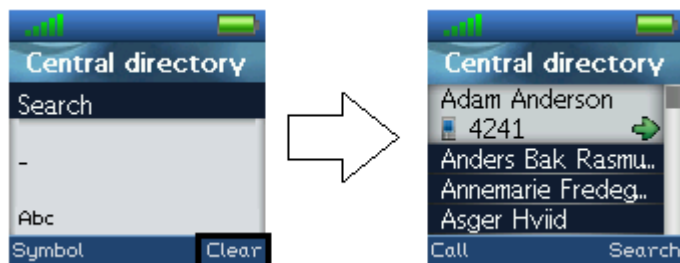 Central directory
Search
_
Abc
Symbol Clear
Central directory
Adam Anderson
4241
Anders Bak Rasmu..
Annemarie Fredeg..
Asger Hviid
Call Search